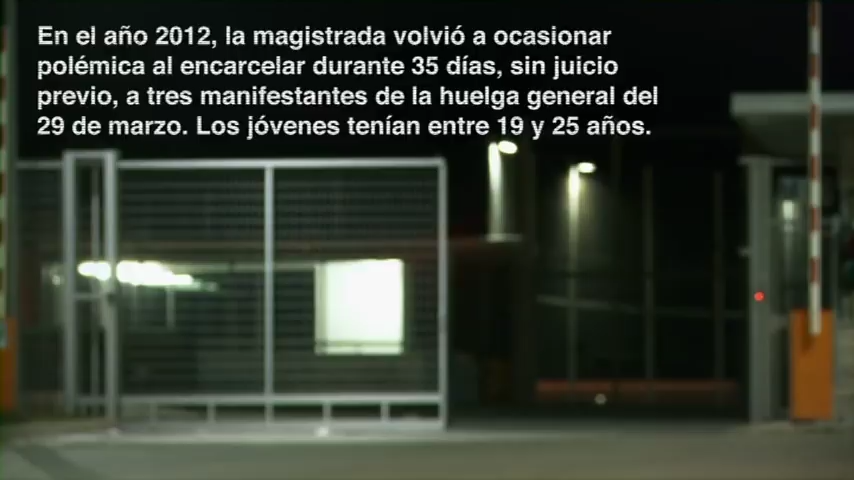 En el año 2012, la magistrada volvió a ocasionar
polémica al encarcelar durante 35 días, sin juicio
previo, a tres manifestantes de la huelga general del
29 de marzo. Los jóvenes tenían entre 19 y 25 años.